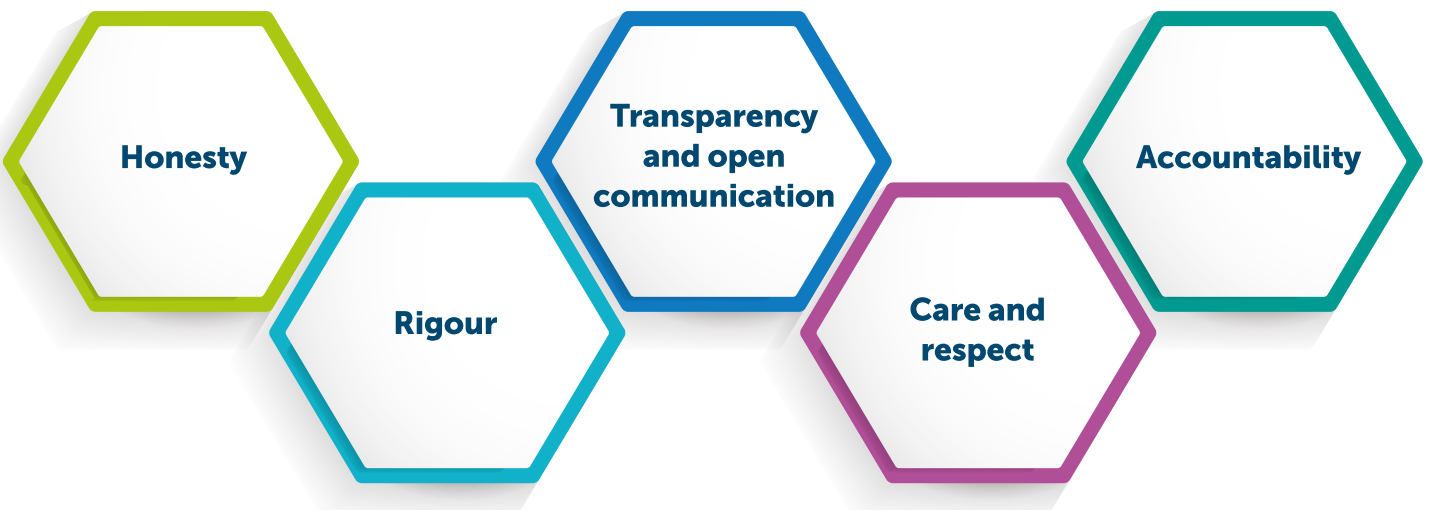 Honesty
Rigour
Transparency
and open
communication
Care and
respect
Accountability